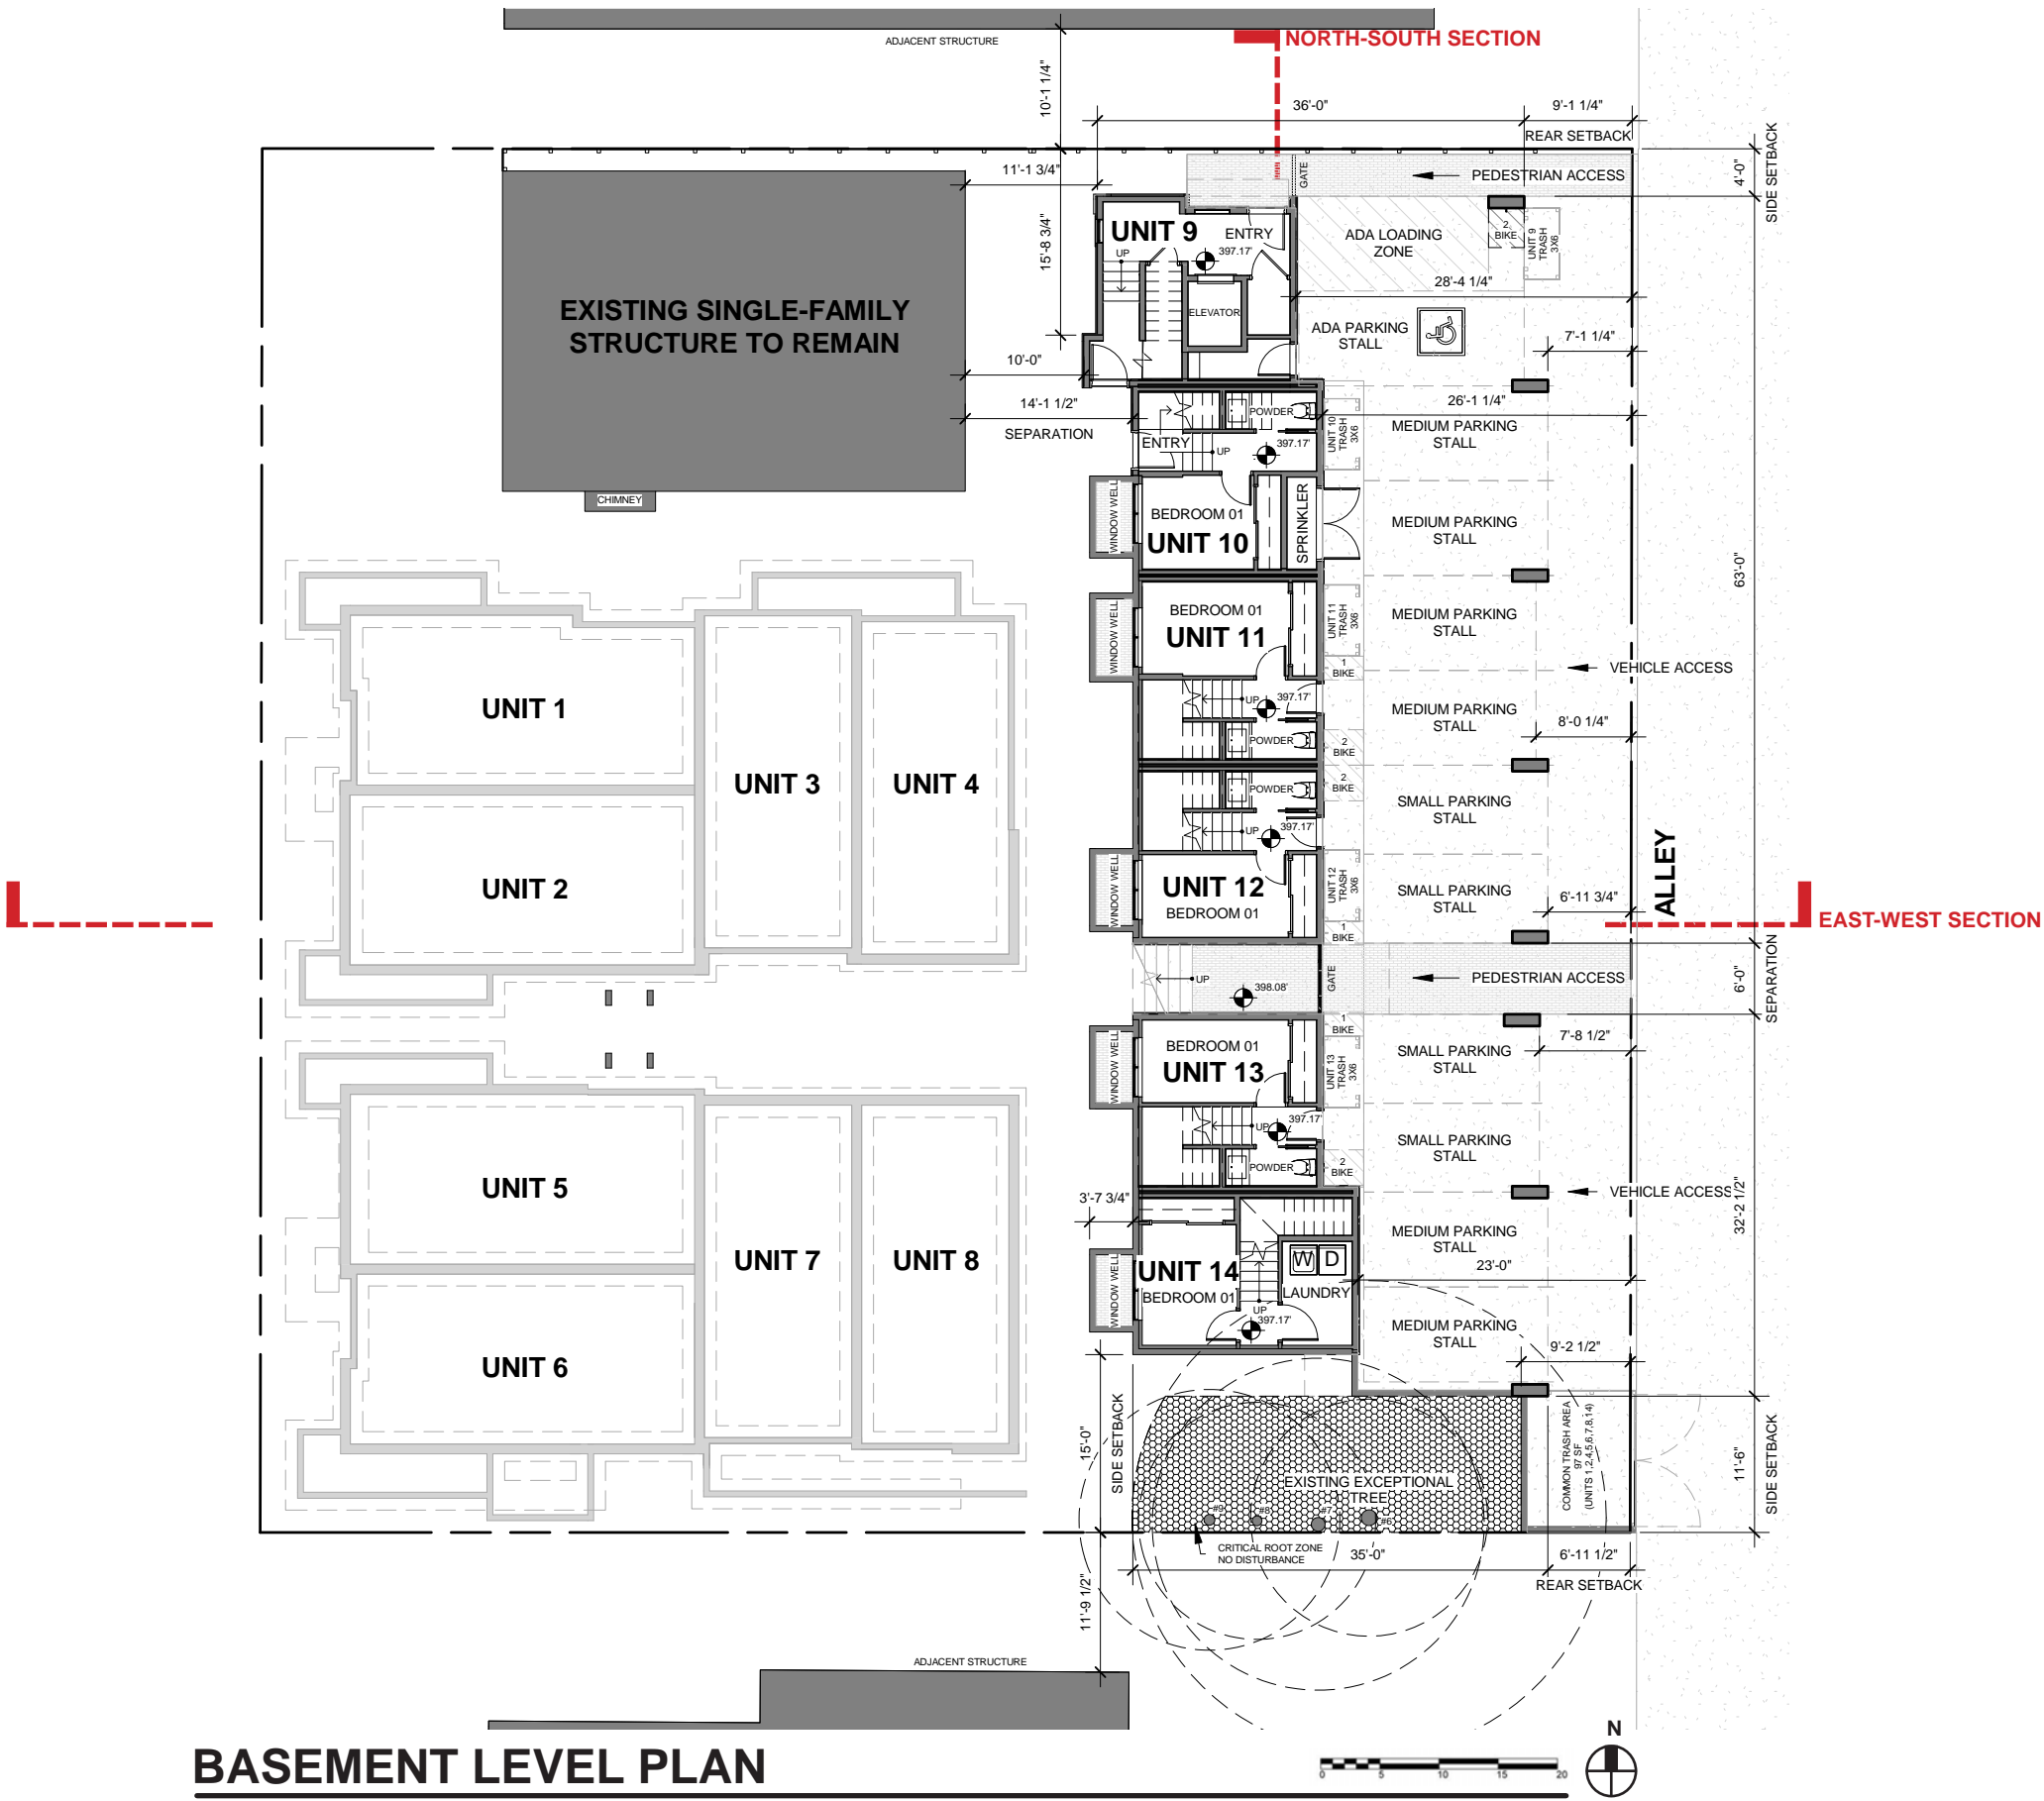 ADJACENT STRUCTURE
NORTH-SOUTH SECTION
10'-1 1/4"
36'-0"
9'-1 1/4"
REAR SETBACK
SIDE SETBACK
4'-0"
11'-1 3/4"
GATE
PEDESTRIAN ACCESS
15'-8 3/4"
UNIT 9
ENTRY
397.17'
UP
ELEVATOR
ADA LOADING
ZONE
2
BIKE
UNIT 9
TRASH
3X6
28'-4 1/4"
EXISTING SINGLE-FAMILY
STRUCTURE TO REMAIN
ADA PARKING
STALL
7'-1 1/4"
10'-0"
14'-1 1/2"
SEPARATION
POWDER
26'-1 1/4"
ENTRY
UP
397.17'
UNIT 10
TRASH
3X6
MEDIUM PARKING
STALL
CHIMNEY
WINDOW WELL
BEDROOM 01
UNIT 10
SPRINKLER
MEDIUM PARKING
STALL
63'-0"
WINDOW WELL
BEDROOM 01
UNIT 11
UNIT 11
TRASH
3X6
1
BIKE
MEDIUM PARKING
STALL
VEHICLE ACCESS
UP
397.17'
POWDER
2
BIKE
MEDIUM PARKING
STALL
8'-0 1/4"
UNIT 1
UNIT 3
UNIT 4
UNIT 2
POWDER
2
BIKE
UP
397.17'
SMALL PARKING
STALL
WINDOW WELL
UNIT 12
BEDROOM 01
UNIT 12
TRASH
3X6
1
BIKE
SMALL PARKING
STALL
6'-11 3/4"
ALLEY
EAST-WEST SECTION
UP
398.08'
GATE
PEDESTRIAN ACCESS
6'-0"
SEPARATION
WINDOW WELL
BEDROOM 01
UNIT 13
1
BIKE
UNIT 13
TRASH
3X6
SMALL PARKING
STALL
7'-8 1/2"
UP
397.17'
POWDER
2
BIKE
SMALL PARKING
STALL
VEHICLE ACCESS
32'-2 1/2"
UNIT 5
UNIT 7
UNIT 8
UNIT 6
3'-7 3/4"
WINDOW WELL
UNIT 14
BEDROOM 01
W
D
LAUNDRY
UP
397.17'
MEDIUM PARKING
STALL
23'-0"
MEDIUM PARKING
STALL
9'-2 1/2"
15'-0"
SIDE SETBACK
EXISTING EXCEPTIONAL
TREE
#9
#8
#7
#6
CRITICAL ROOT ZONE
NO DISTURBANCE
COMMON TRASH AREA
97 SF
(UNITS 1,2,4,5,6,7,8,14)
11'-6"
SIDE SETBACK
35'-0"
6'-11 1/2"
REAR SETBACK
11'-9 1/2"
ADJACENT STRUCTURE
BASEMENT LEVEL PLAN
0 5 10 15 20
N